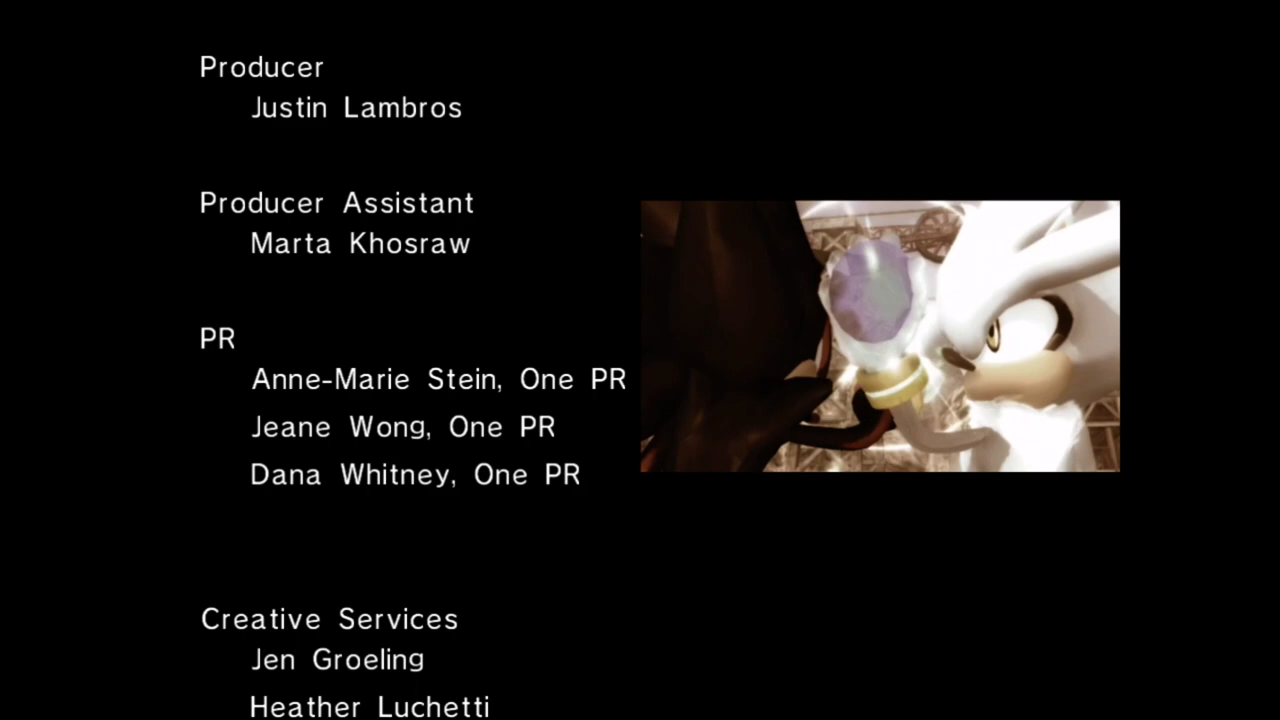 Producer
Justin Lambros
Producer Assistant
Marta Khosraw
PR
Anne-Marie Stein, One PR
Jeane Wong, One PR
Dana Whitney, One PR
Creative Services
Jen Groeling
Heather Luchetti